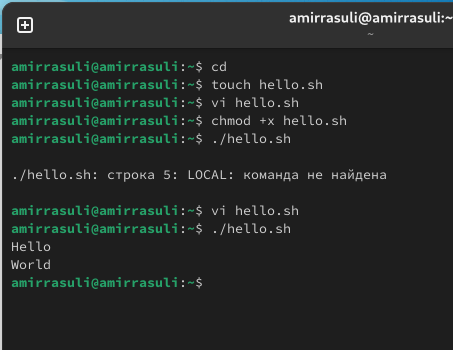 amirrasuli@amirrasuli:~
~
amirrasuli@amirrasuli:~$ cd
amirrasuli@amirrasuli:~$ touch hello.sh
amirrasuli@amirrasuli:~$ vi hello.sh
amirrasuli@amirrasuli:~$ chmod +x hello.sh
amirrasuli@amirrasuli:~$ ./hello.sh
./hello.sh: строка 5: LOCAL: команда не найдена
amirrasuli@amirrasuli:~$ vi hello.sh
amirrasuli@amirrasuli:~$ ./hello.sh
Hello
World
amirrasuli@amirrasuli:~$